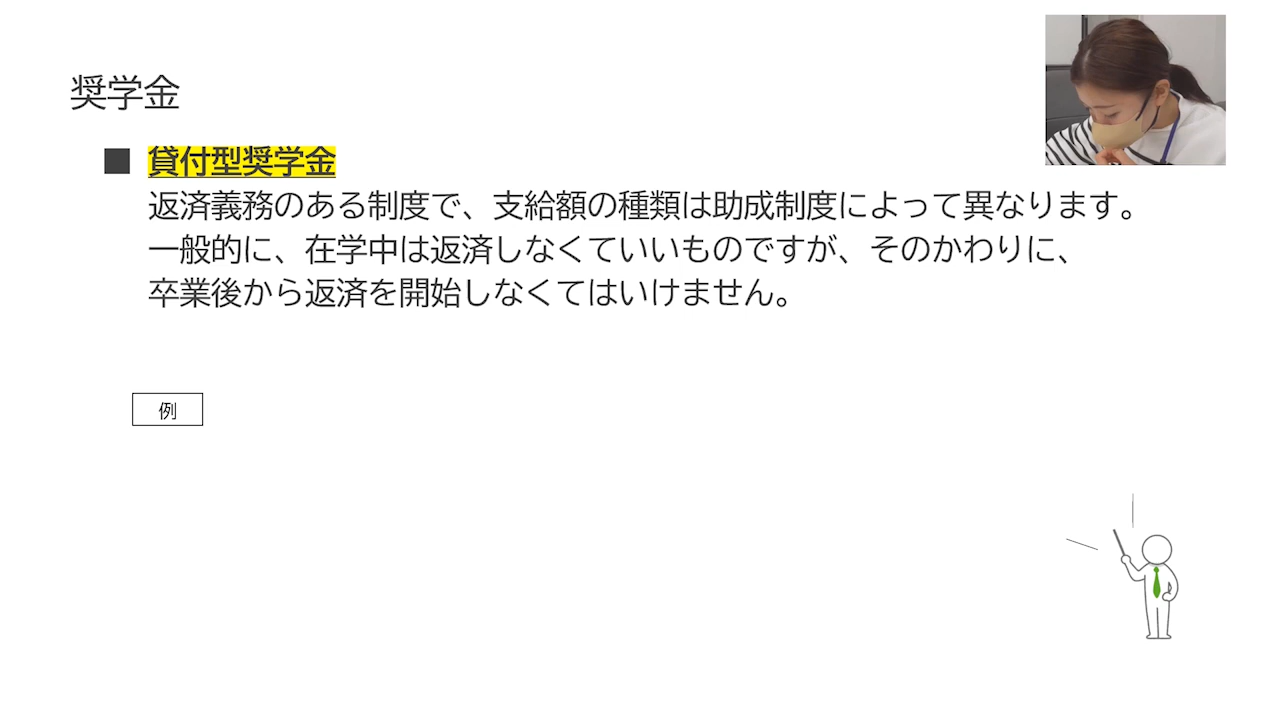 奨学金
■ 貸付型奨学金
返済義務のある制度で、支給額の種類は助成制度によって異なります。
一般的に、在学中は返済しなくていいものですが、そのかわりに、
卒業後から返済を開始しなくてはいけません。
例